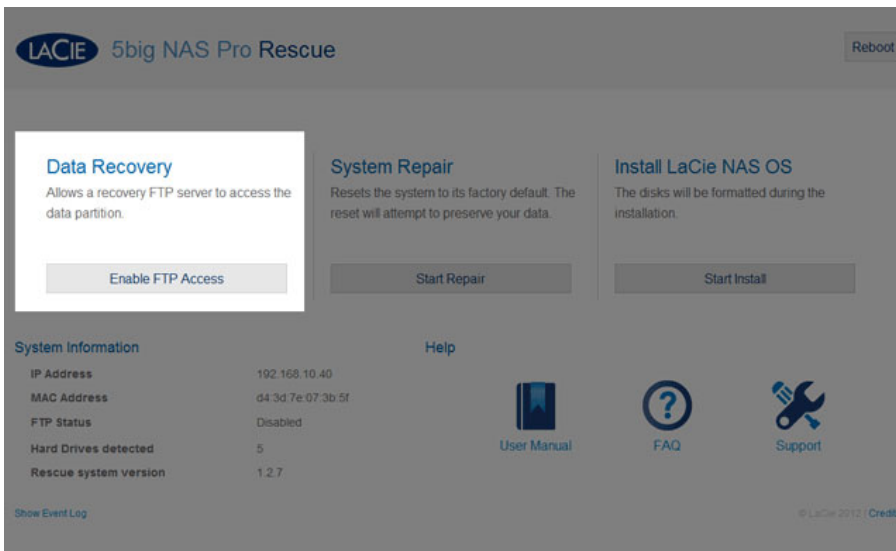 LACIE 5big NAS Pro Rescue
Reboot
Data Recovery
Allows a recovery FTP server to access the
data partition.
Enable FTP Access
System Repair
Resets the system to its factory default. The
reset will attempt to preserve your data.
Start Repair
Install LaCie NAS OS
The disks will be formatted during the
installation.
Start Install
System Information
IP Address 192.168.10.40
MAC Address d4:3d:7e:07:3b:5f
FTP Status Disabled
Hard Drives detected 5
Rescue system version 1.2.7
Help
User Manual
FAQ
Support
Show Event Log
© LaCie 2012 | Credit